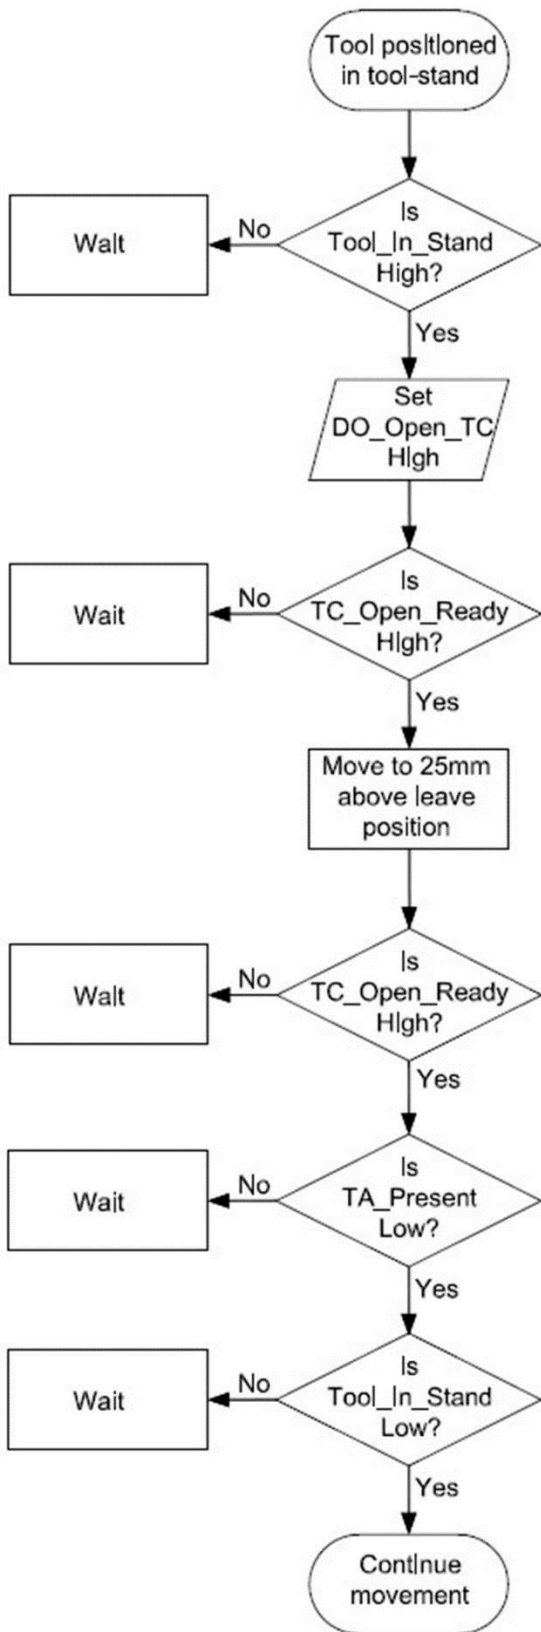 Tool positioned
in tool-stand
Is
Tool_In_Stand
High?
No
Wait
Yes
Set
DO_Open_TC
High
Is
TC_Open_Ready
High?
No
Wait
Yes
Move to 25mm
above leave
position
Is
TC_Open_Ready
High?
No
Wait
Yes
Is
TA_Present
Low?
No
Wait
Yes
Is
Tool_In_Stand
Low?
No
Wait
Yes
Continue
movement